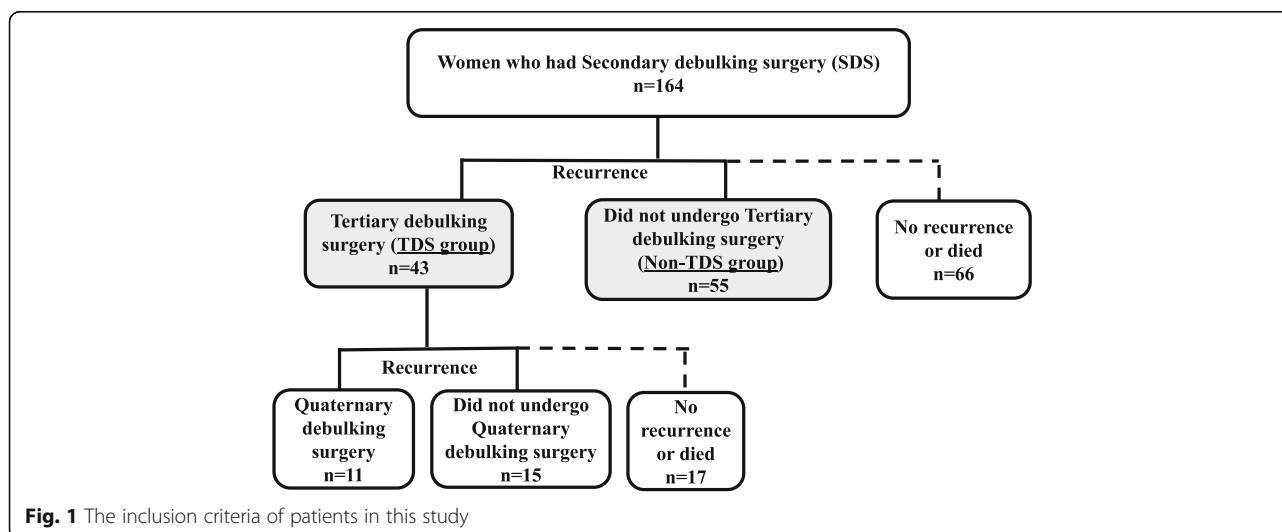 Women who had Secondary debulking surgery (SDS)
n=164
Recurrence
Tertiary debulking
surgery (TDS group)
n=43
Did not undergo Tertiary
debulking surgery
(Non-TDS group)
n=55
No recurrence
or died
n=66
Recurrence
Quaternary
debulking
surgery
n=11
Did not undergo
Quaternary
debulking surgery
n=15
No
recurrence
or died
n=17
Fig. 1 The inclusion criteria of patients in this study